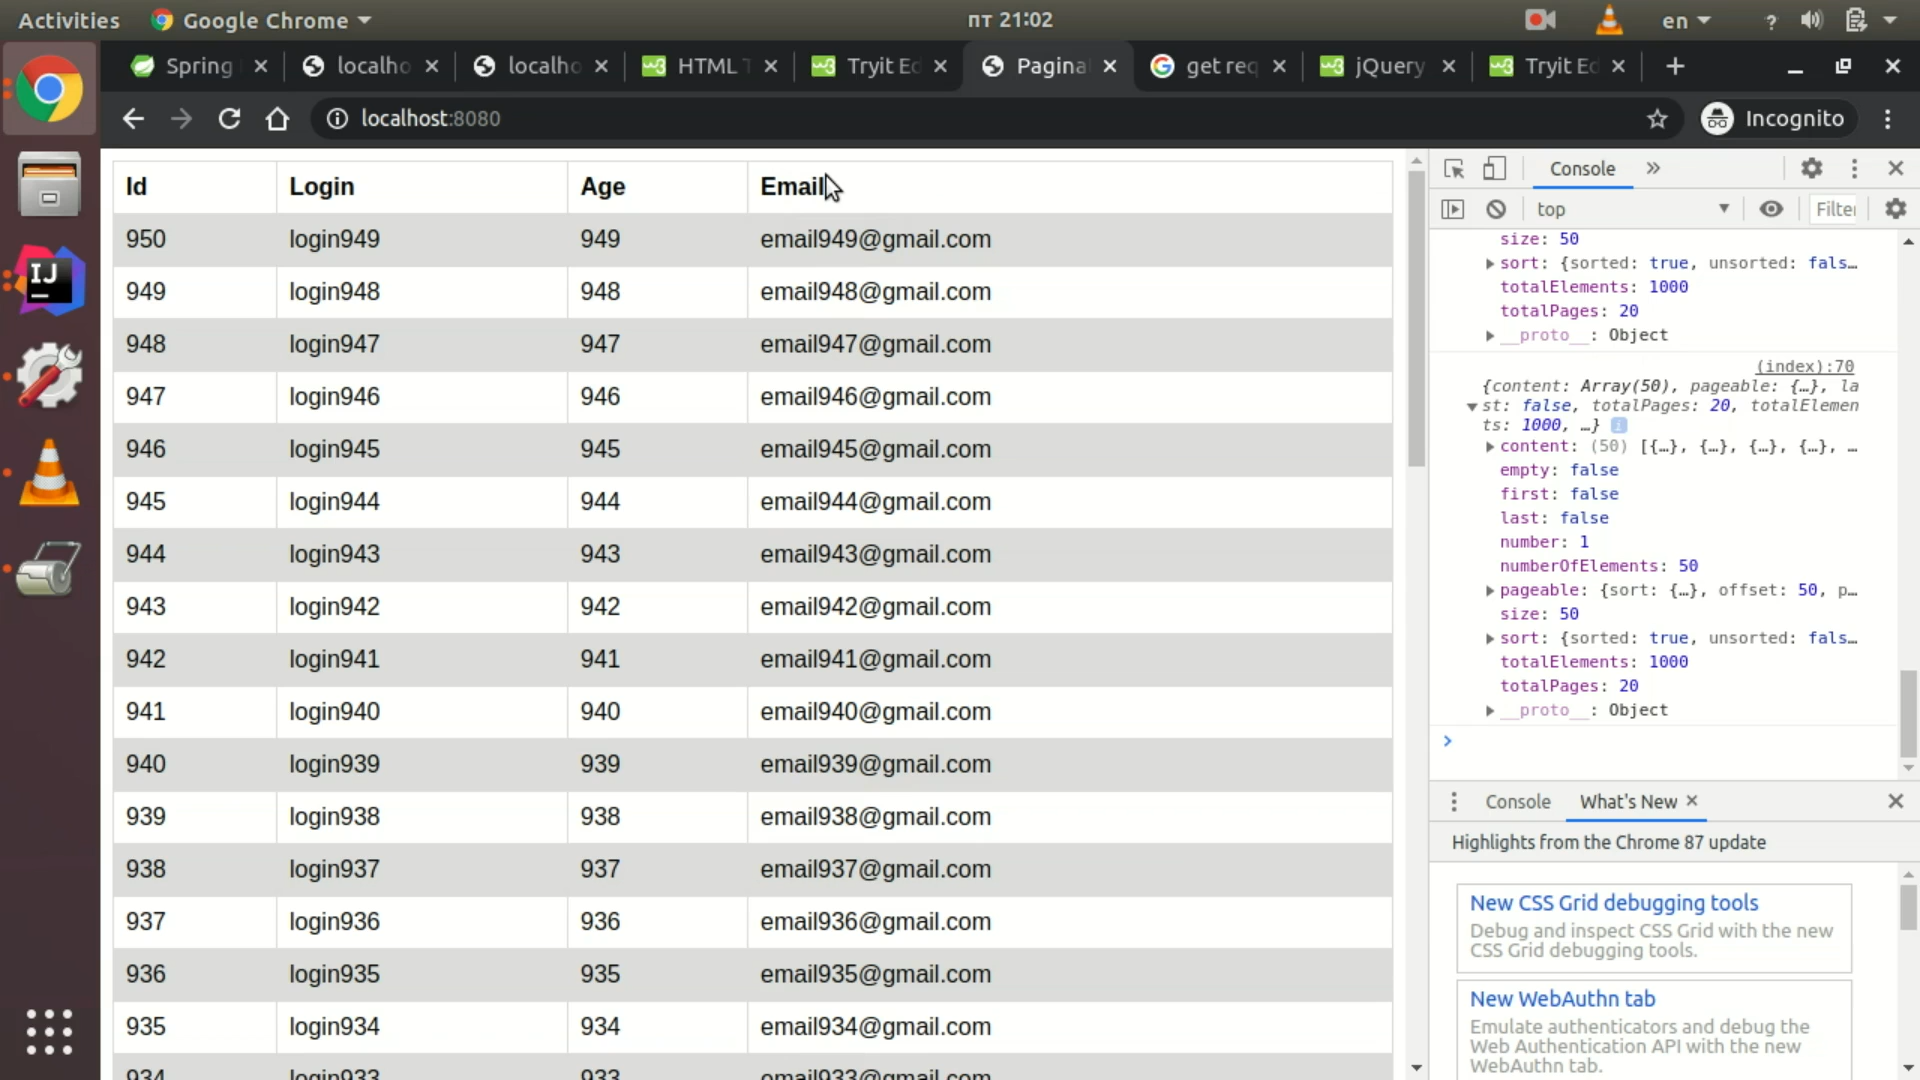 Activities Google Chrome пт 21:02 en ?
Spring localho localho HTML T Tryit Ed Pagina get req jQuery Tryit Ed
localhost:8080 Incognito
Id Login Age Email
950 login949 949 email949@gmail.com
949 login948 948 email948@gmail.com
948 login947 947 email947@gmail.com
947 login946 946 email946@gmail.com
946 login945 945 email945@gmail.com
945 login944 944 email944@gmail.com
944 login943 943 email943@gmail.com
943 login942 942 email942@gmail.com
942 login941 941 email941@gmail.com
941 login940 940 email940@gmail.com
940 login939 939 email939@gmail.com
939 login938 938 email938@gmail.com
938 login937 937 email937@gmail.com
937 login936 936 email936@gmail.com
936 login935 935 email935@gmail.com
935 login934 934 email934@gmail.com
934 login933 933 email933@gmail.com
Console »
top Filter
size: 50
sort: {sorted: true, unsorted: fals…
totalElements: 1000
totalPages: 20
__proto__: Object
(index):70
{content: Array(50), pageable: {…}, la
st: false, totalPages: 20, totalElemen
ts: 1000, …} i
content: (50) [{…}, {…}, {…}, {…}, …
empty: false
first: false
last: false
number: 1
numberOfElements: 50
pageable: {sort: {…}, offset: 50, p…
size: 50
sort: {sorted: true, unsorted: fals…
totalElements: 1000
totalPages: 20
__proto__: Object
Console What's New
Highlights from the Chrome 87 update
New CSS Grid debugging tools
Debug and inspect CSS Grid with the new
CSS Grid debugging tools.
New WebAuthn tab
Emulate authenticators and debug the
Web Authentication API with the new
WebAuthn tab.
IJ